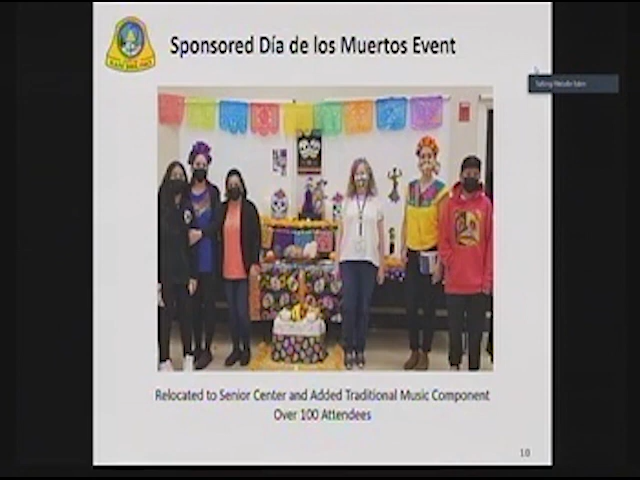 Sponsored Día de los Muertos Event
Relocated to Senior Center and Added Traditional Music Component
Over 100 Attendees
10